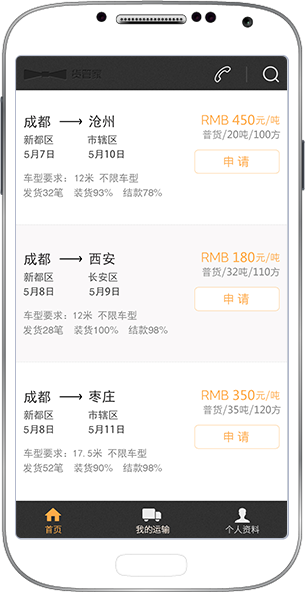 成都 沧州 RMB 450元/吨
新都区 市辖区 普货/20吨/100方
5月7日 5月10日 申 请
车型要求：12米 不限车型
发货32笔 装货93% 结款78%
成都 西安 RMB 180元/吨
新都区 长安区 普货/32吨/110方
5月8日 5月9日 申 请
车型要求：12米 不限车型
发货28笔 装货100% 结款98%
成都 枣庄 RMB 350元/吨
新都区 市辖区 普货/35吨/120方
5月8日 5月11日 申 请
车型要求：17.5米 不限车型
发货52笔 装货90% 结款98%
首页 我的运输 个人资料